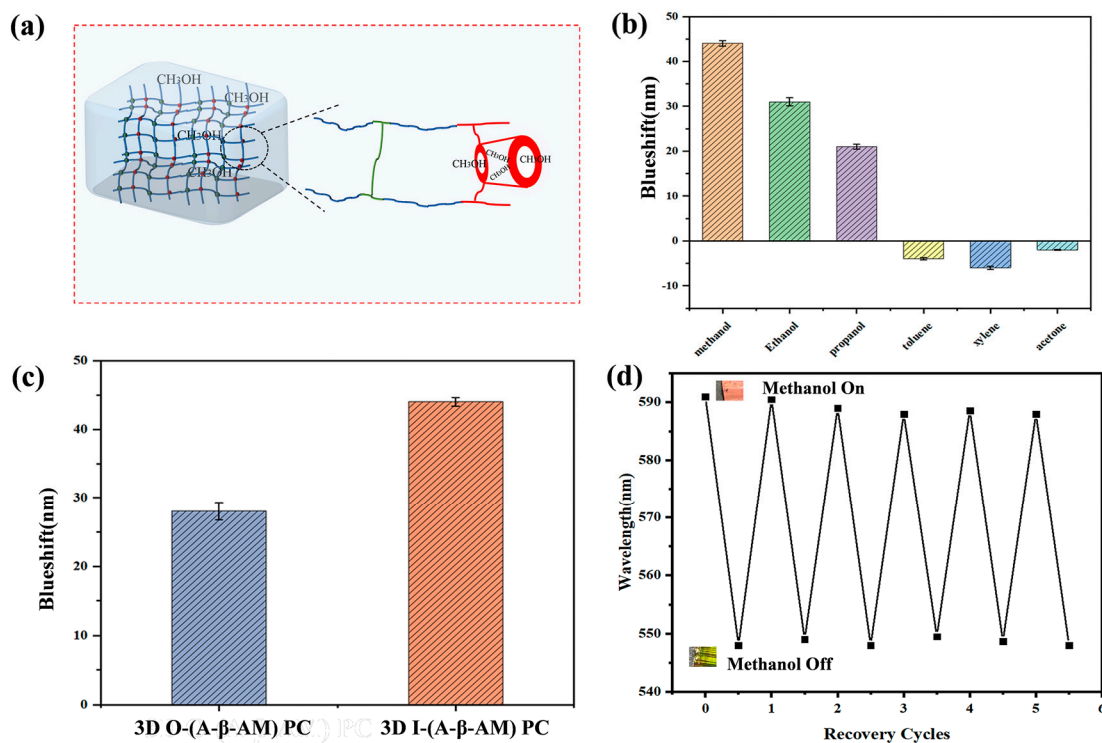 (a)
CH3OH
CH3OH
CH3OH
CH3OH
CH3OH
CH3OH
CH3OH
CH3OH
(b)
Blueshift(nm)
50
40
30
20
10
0
-10
methanol
Ethanol
propanol
toluene
xylene
acetone
(c)
Blueshift(nm)
50
40
30
20
10
0
3D O-(A-β-AM) PC
3D I-(A-β-AM) PC
(d)
Wavelength(nm)
590
580
570
560
550
540
Methanol On
Methanol Off
0 1 2 3 4 5 6
Recovery Cycles